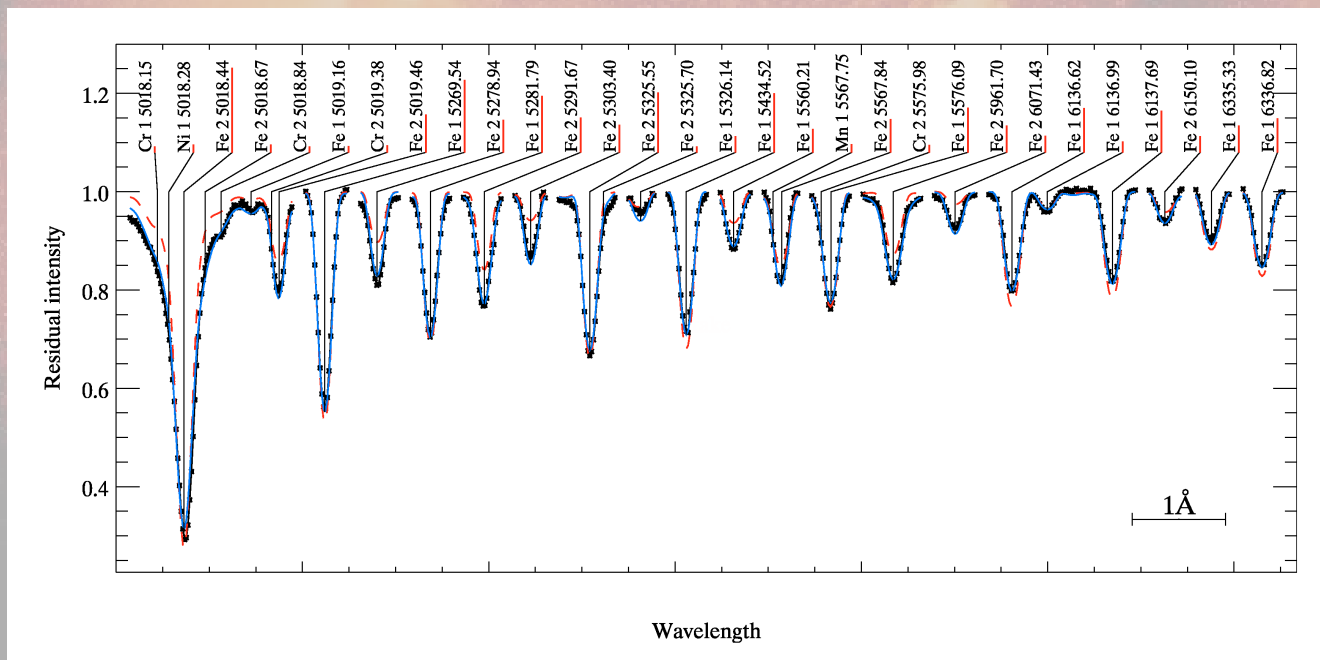 Cr 1 5018.15
Ni 1 5018.28
Fe 2 5018.44
Fe 2 5018.67
Cr 2 5018.84
Fe 1 5019.16
Cr 2 5019.38
Fe 2 5019.46
Fe 1 5269.54
Fe 2 5278.94
Fe 1 5281.79
Fe 2 5291.67
Fe 2 5303.40
Fe 2 5325.55
Fe 2 5325.70
Fe 1 5326.14
Fe 1 5434.52
Fe 1 5560.21
Mn 1 5567.75
Fe 2 5567.84
Cr 2 5575.98
Fe 1 5576.09
Fe 2 5961.70
Fe 2 6071.43
Fe 1 6136.62
Fe 1 6136.99
Fe 1 6137.69
Fe 2 6150.10
Fe 1 6335.33
Fe 1 6336.82
1.2
1.0
0.8
0.6
0.4
Residual intensity
1Å
Wavelength